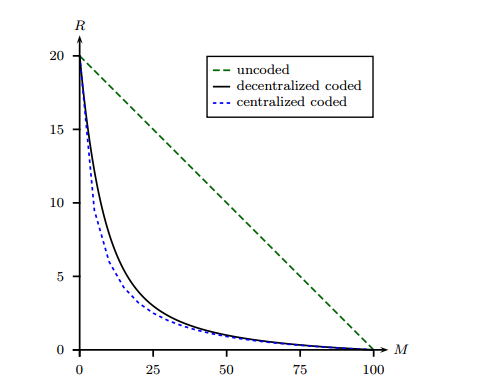 R
20
uncoded
decentralized coded
centralized coded
15
10
5
0
M
0 25 50 75 100